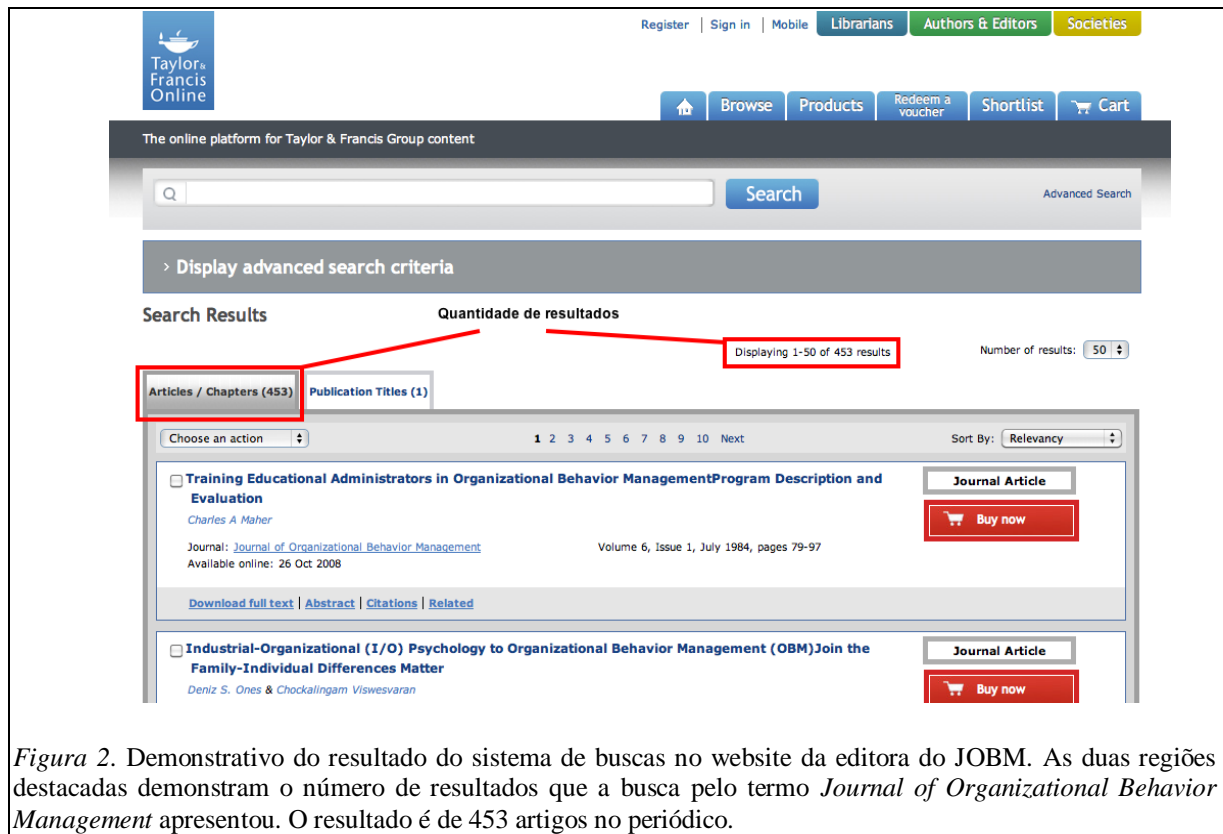 Register | Sign in | Mobile Librarians Authors & Editors Societies
Taylor &
Francis
Online
Browse Products Redeem a voucher Shortlist Cart
The online platform for Taylor & Francis Group content
Search Advanced Search
› Display advanced search criteria
Search Results
Quantidade de resultados
Displaying 1-50 of 453 results Number of results: 50
Articles / Chapters (453) Publication Titles (1)
Choose an action 1 2 3 4 5 6 7 8 9 10 Next Sort By: Relevancy
Training Educational Administrators in Organizational Behavior ManagementProgram Description and Journal Article
Evaluation
Charles A Maher Buy now
Journal: Journal of Organizational Behavior Management Volume 6, Issue 1, July 1984, pages 79-97
Available online: 26 Oct 2008
Download full text | Abstract | Citations | Related
Industrial-Organizational (I/O) Psychology to Organizational Behavior Management (OBM)Join the Journal Article
Family-Individual Differences Matter
Deniz S. Ones & Chockalingam Viswesvaran Buy now
Figura 2. Demonstrativo do resultado do sistema de buscas no website da editora do JOBM. As duas regiões
destacadas demonstram o número de resultados que a busca pelo termo Journal of Organizational Behavior
Management apresentou. O resultado é de 453 artigos no periódico.